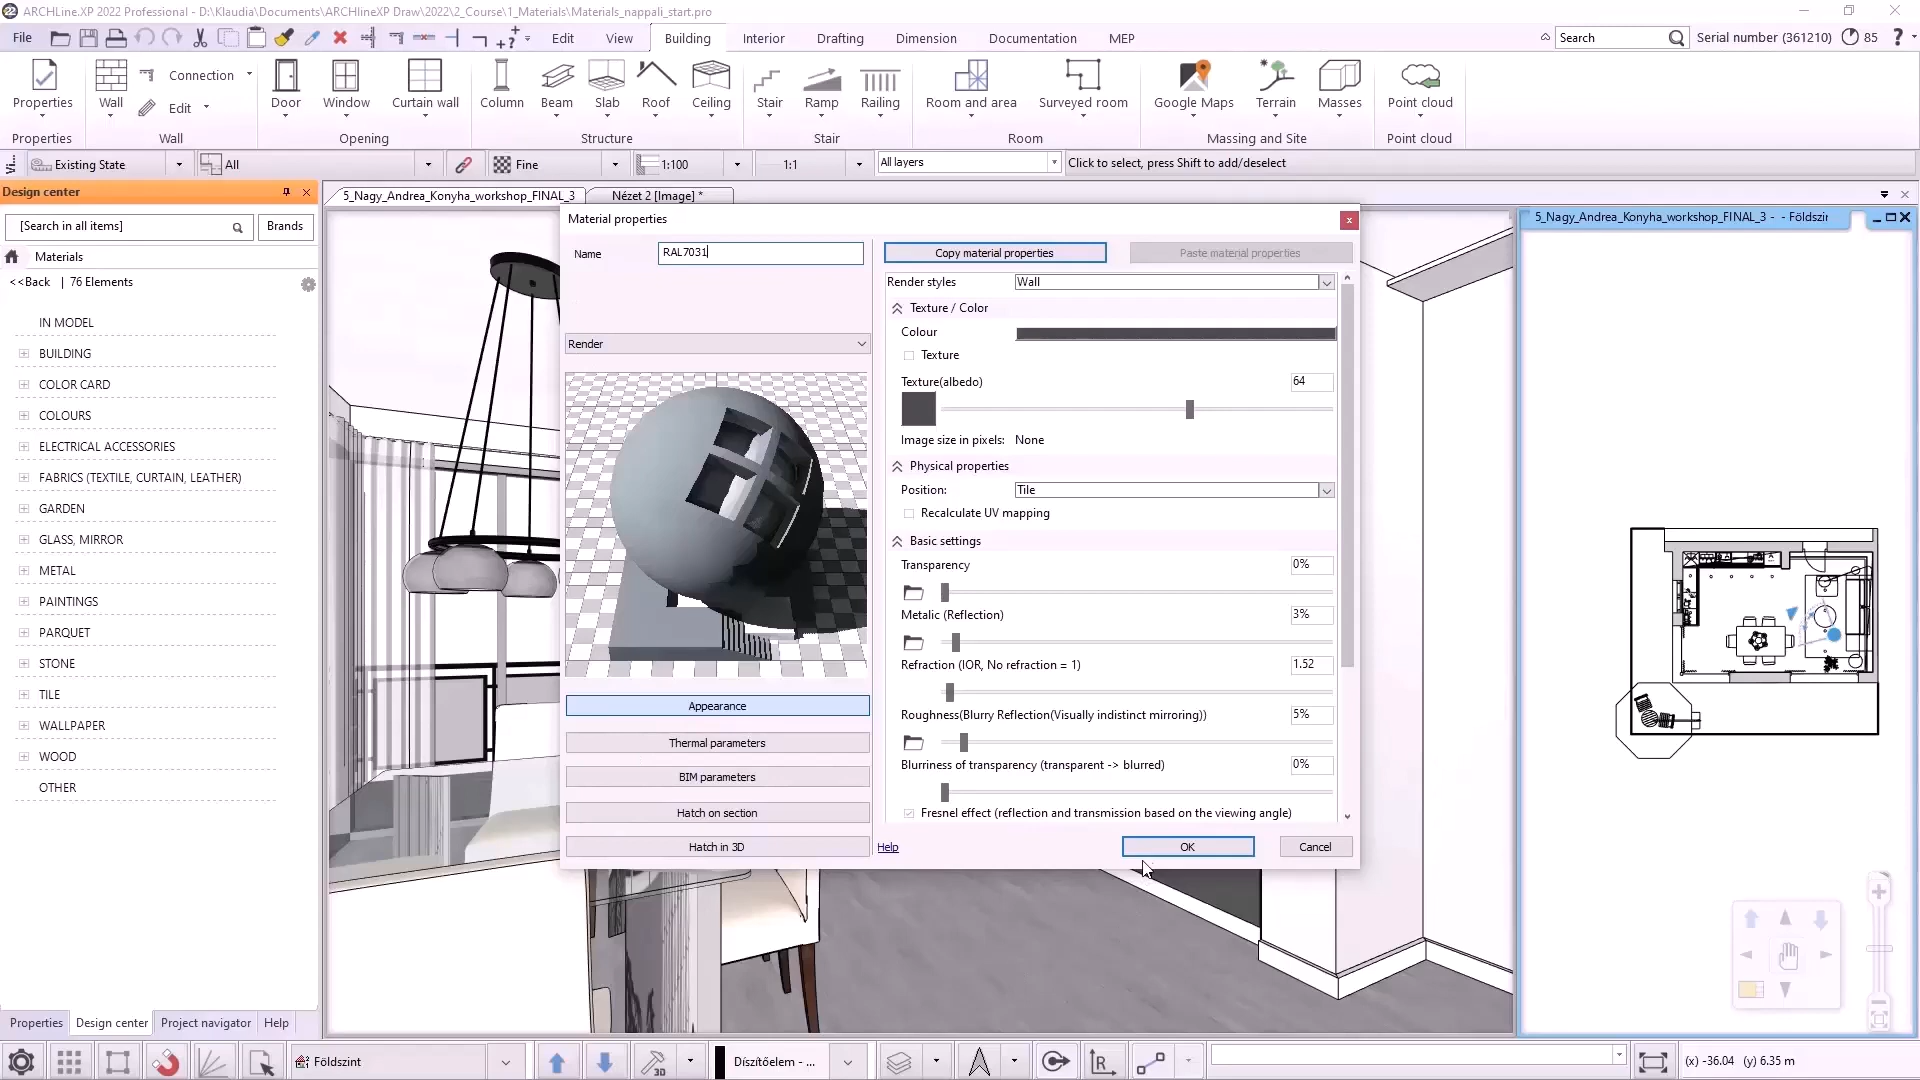 ARCHLine.XP 2022 Professional - D:\Klaudia\Documents\ARCHlineXP Draw\2022\2_Course\1_Materials\Materials_nappali_start.pro
File
Edit
View
Building
Interior
Drafting
Dimension
Documentation
MEP
Search
Serial number (361210)
85
Properties
Wall
Connection
Edit
Door
Window
Curtain wall
Column
Beam
Slab
Roof
Ceiling
Stair
Ramp
Railing
Room and area
Surveyed room
Google Maps
Terrain
Masses
Point cloud
Properties
Wall
Opening
Structure
Stair
Room
Massing and Site
Point cloud
Existing State
All
Fine
1:100
1:1
All layers
Click to select, press Shift to add/deselect
Design center
[Search in all items]
Brands
Materials
<<Back | 76 Elements
IN MODEL
BUILDING
COLOR CARD
COLOURS
ELECTRICAL ACCESSORIES
FABRICS (TEXTILE, CURTAIN, LEATHER)
GARDEN
GLASS, MIRROR
METAL
PAINTINGS
PARQUET
STONE
TILE
WALLPAPER
WOOD
OTHER
Properties
Design center
Project navigator
Help
5_Nagy_Andrea_Konyha_workshop_FINAL_3
Nézet 2 [Image] *
Material properties
Name
RAL7031
Render
Appearance
Thermal parameters
BIM parameters
Hatch on section
Hatch in 3D
Copy material properties
Paste material properties
Render styles
Wall
Texture / Color
Colour
Texture
Texture(albedo)
64
Image size in pixels: None
Physical properties
Position:
Tile
Recalculate UV mapping
Basic settings
Transparency
0%
Metalic (Reflection)
3%
Refraction (IOR, No refraction = 1)
1.52
Roughness(Blurry Reflection(Visually indistinct mirroring))
5%
Blurriness of transparency (transparent -> blurred)
0%
Fresnel effect (reflection and transmission based on the viewing angle)
Help
OK
Cancel
5_Nagy_Andrea_Konyha_workshop_FINAL_3 - - Földszir
Földszint
3D
Díszítőelem - ...
R
(x) -36.04 (y) 6.35 m